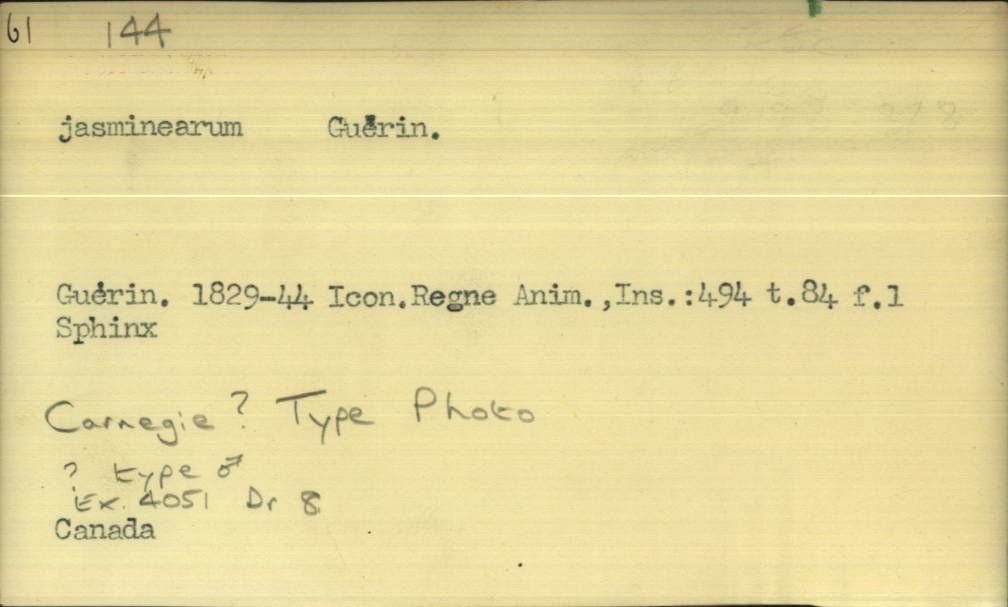 61 144
jasminearum Guérin.
Guérin. 1829-44 Icon.Regne Anim.,Ins.:494 t.84 f.1
Sphinx
Carnegie ? Type Photo
? type ♂
Ex. 4051 Dr 8
Canada